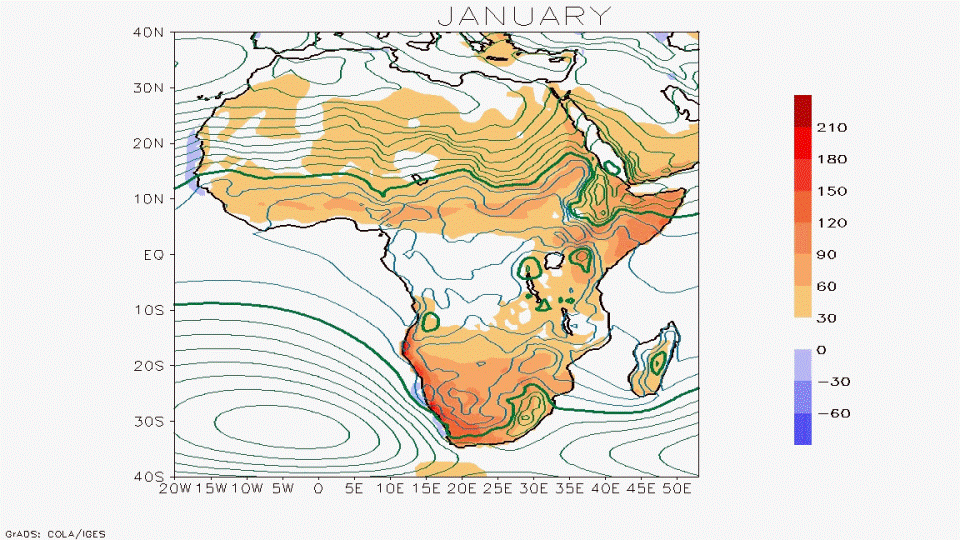 JANUARY
40N
30N
20N
10N
EQ
10S
20S
30S
40S
20W 15W 10W 5W 0 5E 10E 15E 20E 25E 30E 35E 40E 45E 50E
210
180
150
120
90
60
30
0
−30
−60
GrADS: COLA/IGES